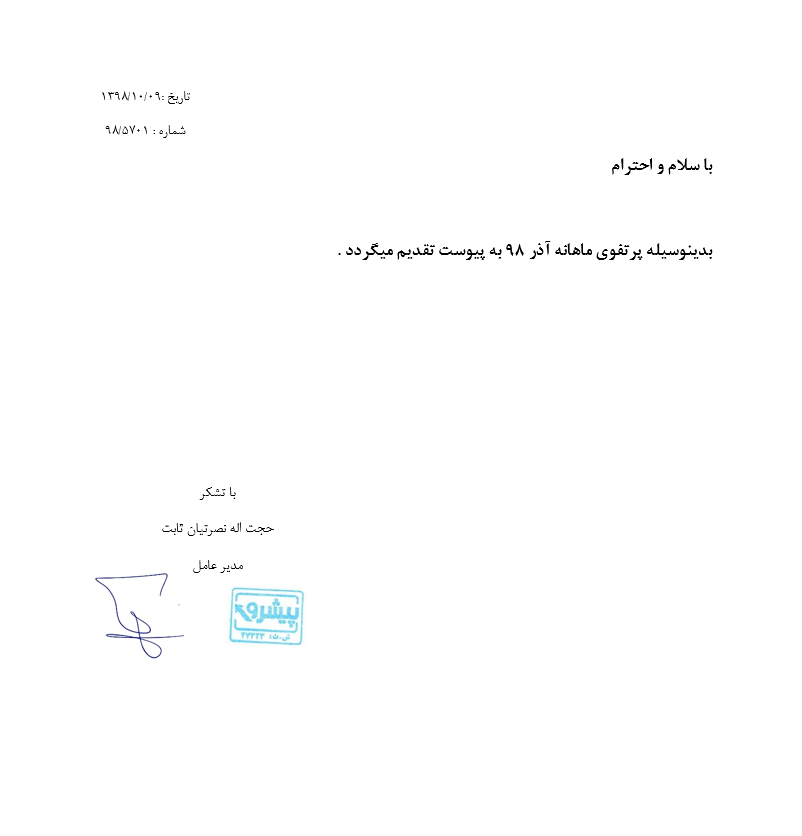 تاریخ :۱۳۹۸/۱۰/۰۹
شماره : ۹۸/۵۷۰۱
با سلام و احترام
بدینوسیله پرتفوی ماهانه آذر ۹۸ به پیوست تقدیم میگردد .
با تشکر
حجت اله نصرتیان ثابت
مدیر عامل
پیشرو
ش.ث: ۲۷۳۲۳